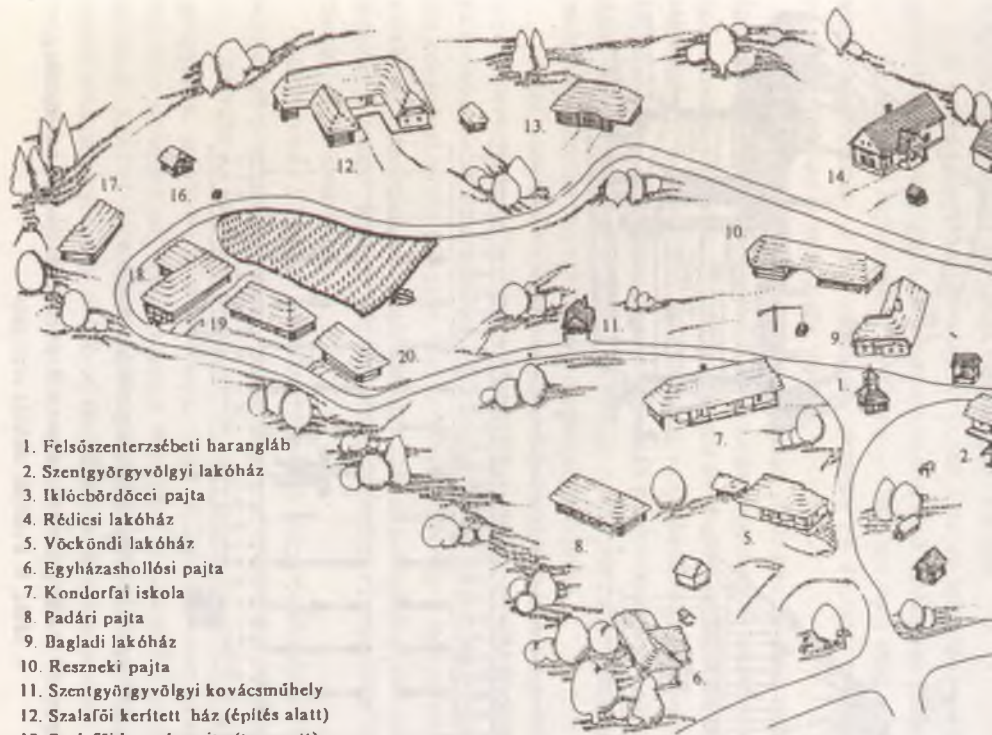 17.
16.
12.
13.
14.
10.
18.
19
11.
9.
20.
1.
7.
2.
8.
5.
6.
1. Felsőszenterzsébeti harangláb
2. Szentgyörgyvölgyi lakóház
3. Iklócbördöcei pajta
4. Rédicsi lakóház
5. Vöcköndi lakóház
6. Egyházashollósi pajta
7. Kondorfai iskola
8. Padári pajta
9. Bagladi lakóház
10. Reszneki pajta
11. Szentgyörgyvölgyi kovácsműhely
12. Szalafői kerített ház (építés alatt)